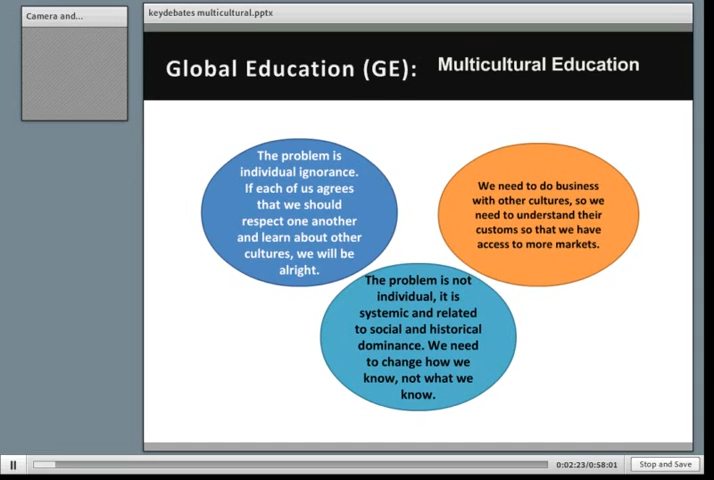 Camera and...
keydebates multicultural.pptx
Global Education (GE): Multicultural Education
The problem is
individual ignorance.
If each of us agrees
that we should
respect one another
and learn about other
cultures, we will be
alright.
We need to do business
with other cultures, so we
need to understand their
customs so that we have
access to more markets.
The problem is not
individual, it is
systemic and related
to social and historical
dominance. We need
to change how we
know, not what we
know.
0:02:23/0:58:01
Stop and Save